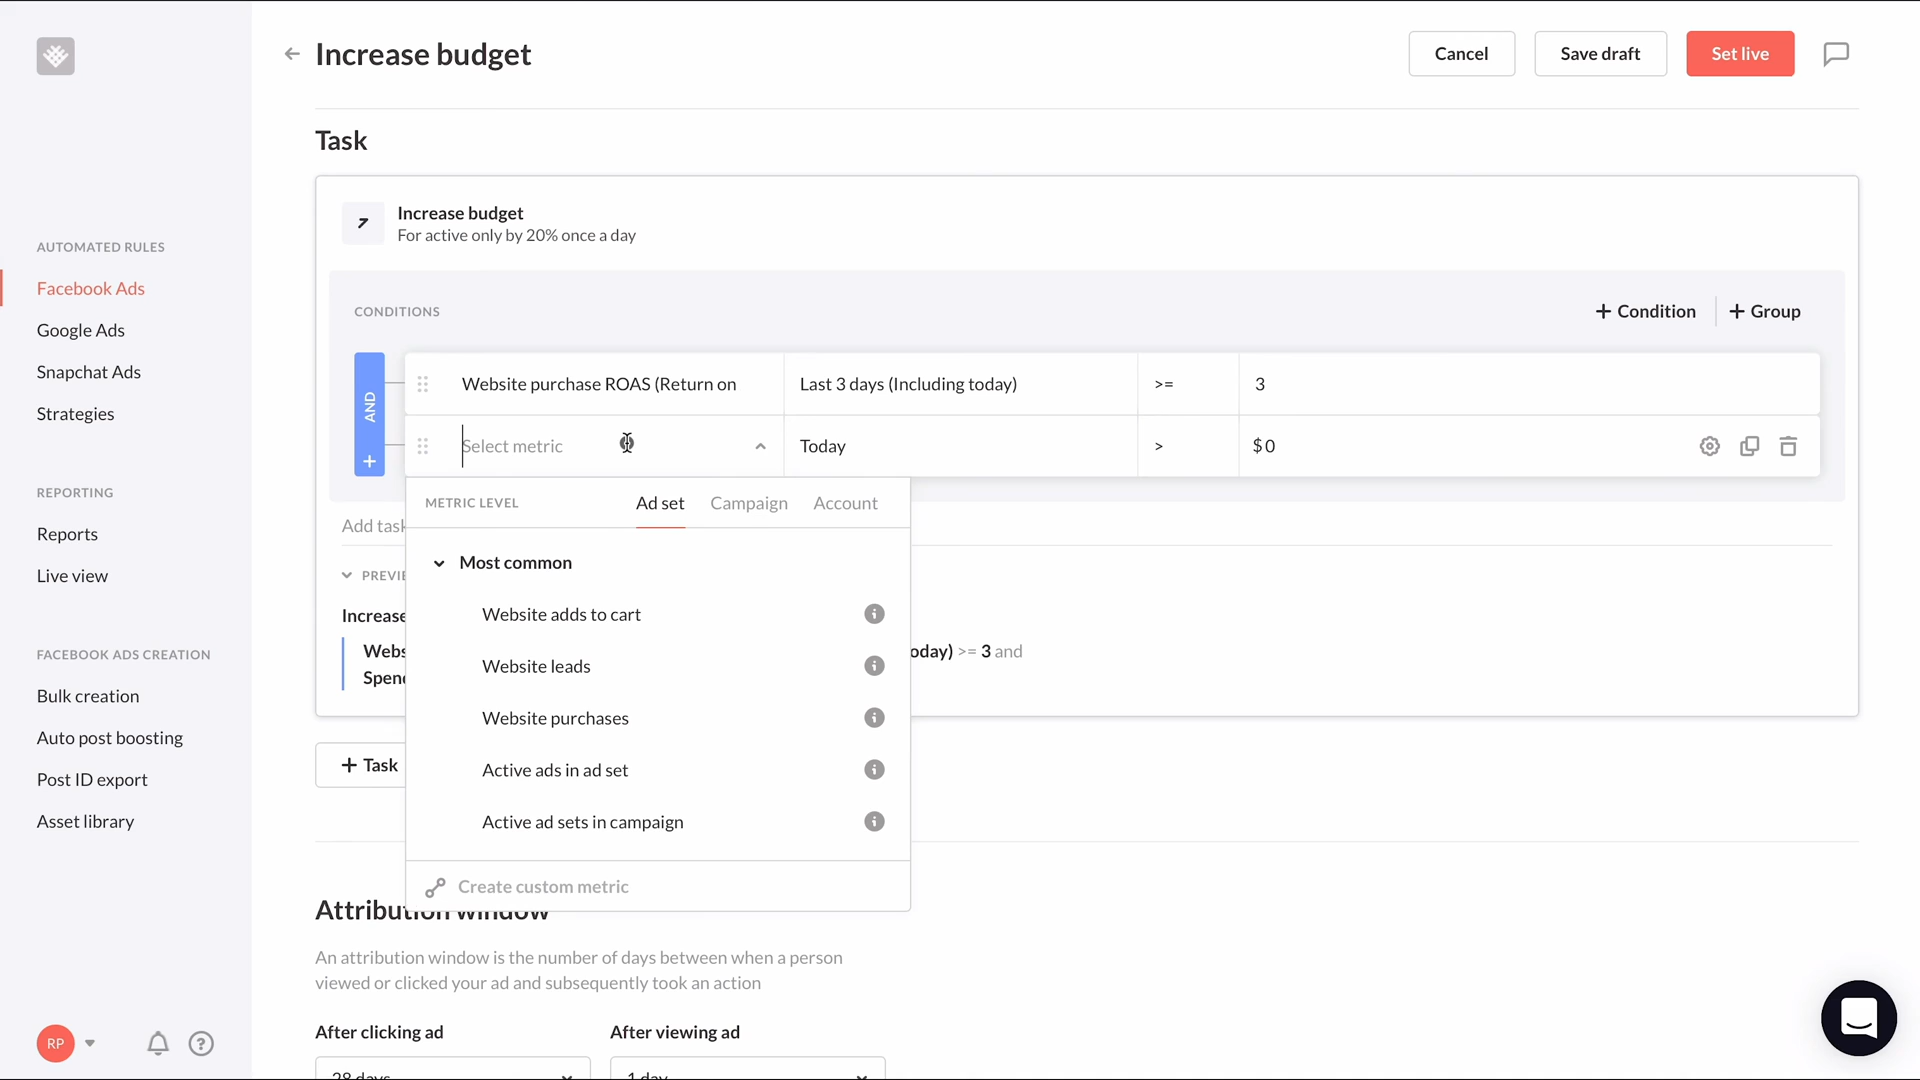 Increase budget
Cancel
Save draft
Set live
Task
Increase budget
For active only by 20% once a day
AUTOMATED RULES
Facebook Ads
Google Ads
Snapchat Ads
Strategies
CONDITIONS
+ Condition
+ Group
AND
+
Website purchase ROAS (Return on
Last 3 days (Including today)
>=
3
Select metric
Today
>
$ 0
METRIC LEVEL
Ad set
Campaign
Account
REPORTING
Reports
Live view
Add task
Most common
Website adds to cart
Website leads
Website purchases
Active ads in ad set
Active ad sets in campaign
Create custom metric
PREVIE
Increase
Webs
oday) >= 3 and
Spen
FACEBOOK ADS CREATION
Bulk creation
Auto post boosting
Post ID export
Asset library
+ Task
Attribution window
An attribution window is the number of days between when a person
viewed or clicked your ad and subsequently took an action
After clicking ad
After viewing ad
28 days
1 day
RP